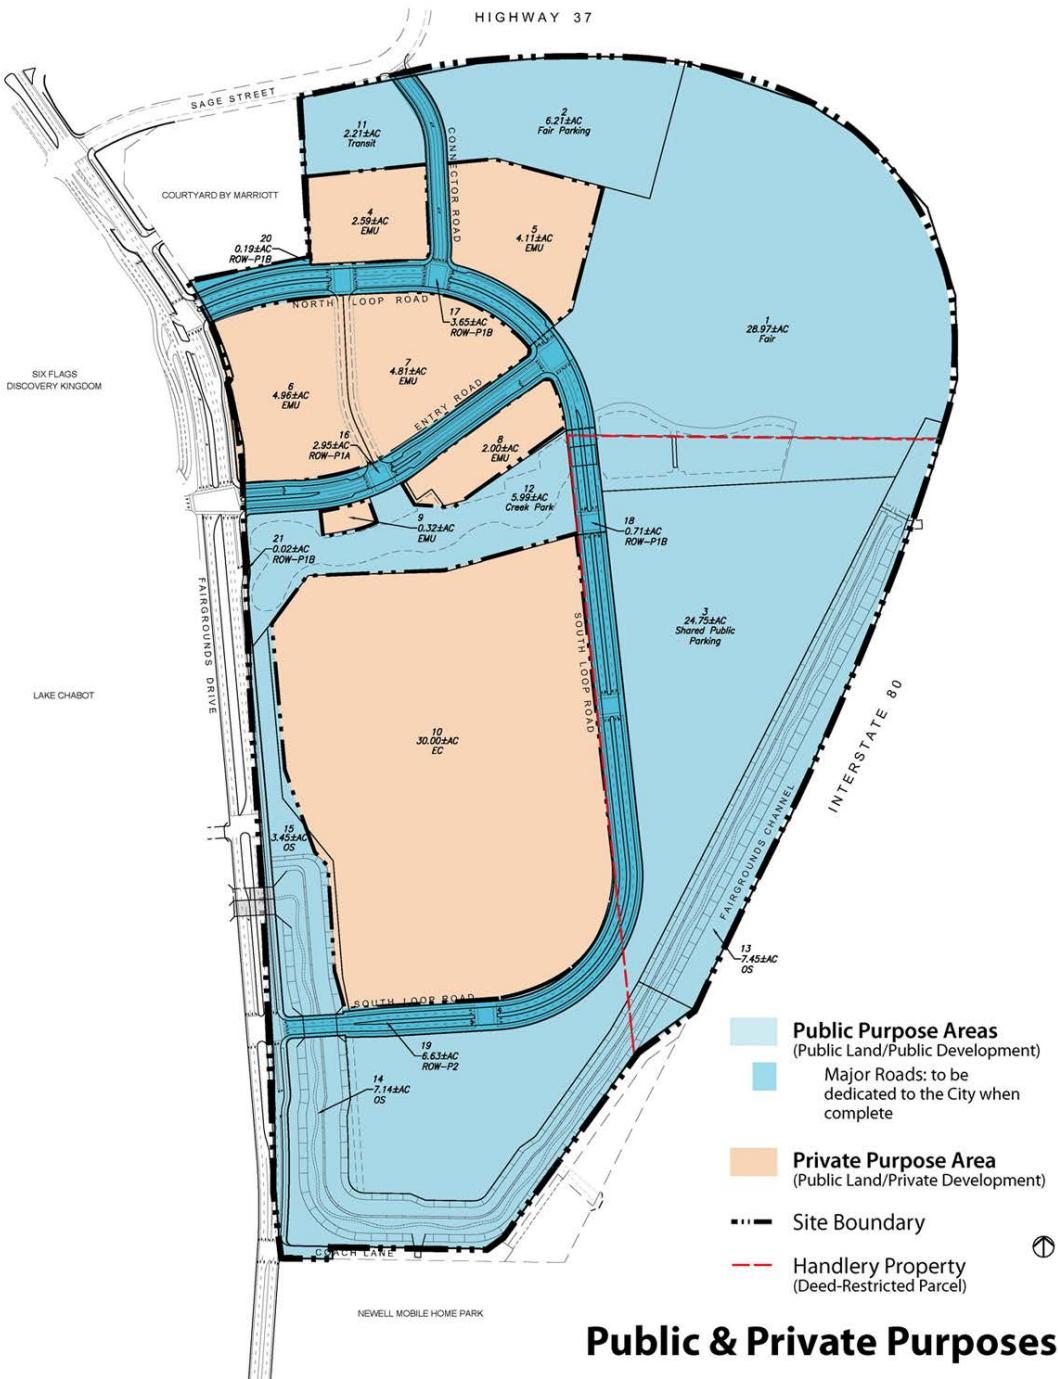 HIGHWAY 37
SAGE STREET
11
2.21±AC
Transit
2
6.21±AC
Fair Parking
CONNECTOR ROAD
COURTYARD BY MARRIOTT
4
2.59±AC
EMU
5
4.11±AC
EMU
20
0.19±AC
ROW-P1B
NORTH LOOP ROAD
17
3.65±AC
ROW-P1B
1
28.97±AC
Fair
SIX FLAGS
DISCOVERY KINGDOM
6
4.96±AC
EMU
7
4.81±AC
EMU
ENTRY ROAD
16
2.95±AC
ROW-P1A
8
2.00±AC
EMU
12
5.99±AC
Creek Park
9
0.32±AC
EMU
18
0.71±AC
ROW-P1B
21
0.02±AC
ROW-P1B
FAIRGROUNDS DRIVE
SOUTH LOOP ROAD
3
24.75±AC
Shared Public
Parking
LAKE CHABOT
10
30.00±AC
EC
INTERSTATE 80
15
3.45±AC
OS
FAIRGROUNDS CHANNEL
13
7.45±AC
OS
SOUTH LOOP ROAD
19
6.63±AC
ROW-P2
14
7.14±AC
OS
COACH LANE
NEWELL MOBILE HOME PARK
Public Purpose Areas
(Public Land/Public Development)
Major Roads: to be
dedicated to the City when
complete
Private Purpose Area
(Public Land/Private Development)
Site Boundary
Handlery Property
(Deed-Restricted Parcel)
Public & Private Purposes